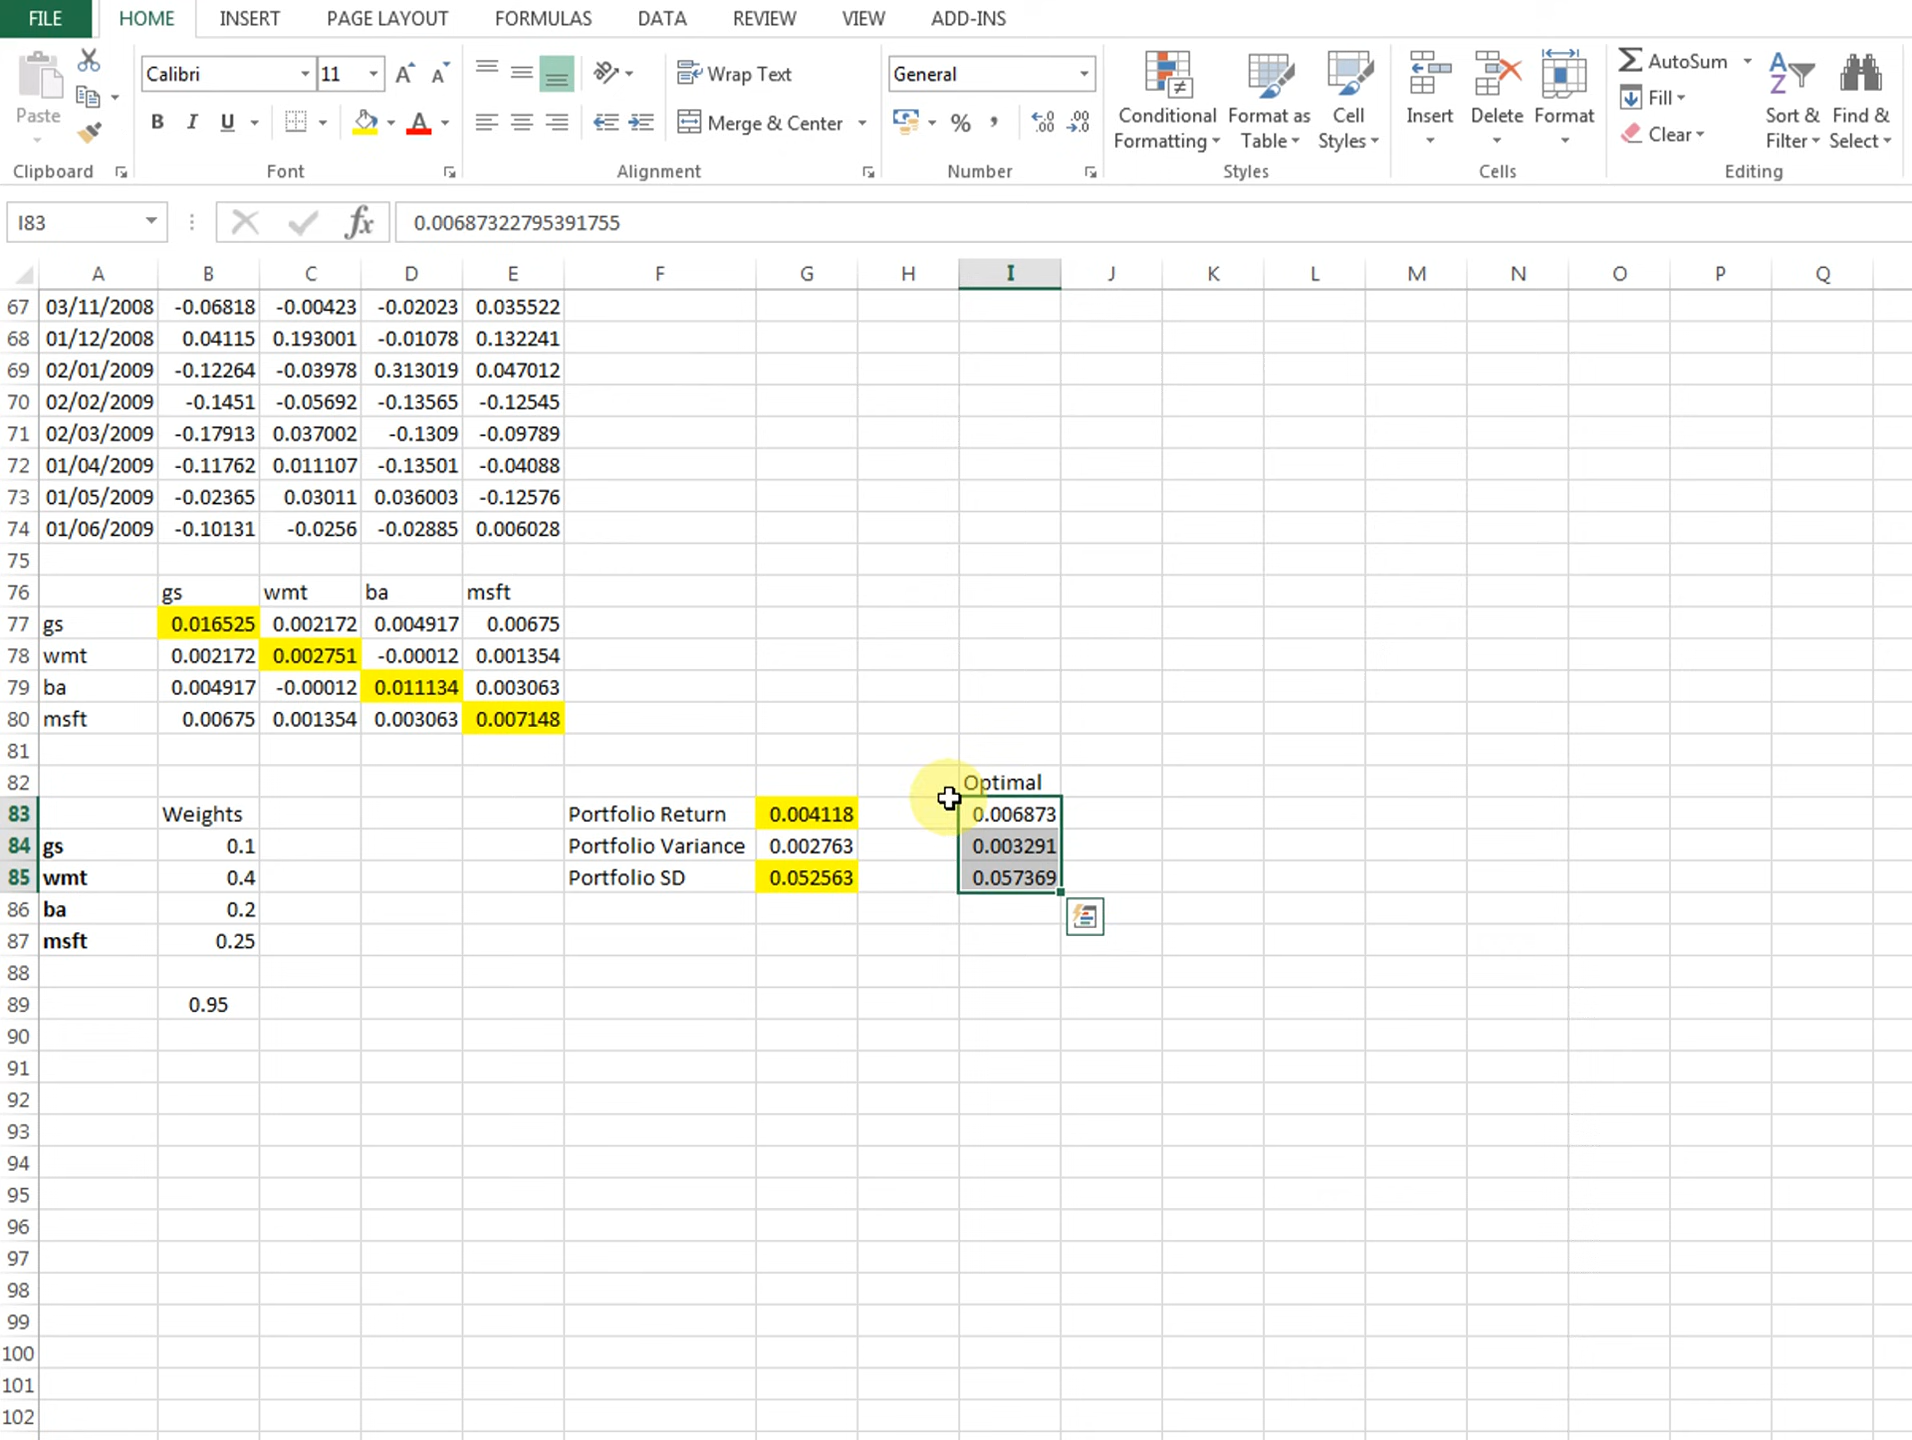 FILE HOME INSERT PAGE LAYOUT FORMULAS DATA REVIEW VIEW ADD-INS
Paste
Calibri 11 A A
B I U A
Wrap Text
Merge & Center
General
% ,
Conditional Formatting
Format as Table
Cell Styles
Insert
Delete
Format
AutoSum
Fill
Clear
Sort & Filter
Find & Select
Clipboard Font Alignment Number Styles Cells Editing
I83 fx 0.00687322795391755
A B C D E F G H I J K L M N O P Q
67 03/11/2008 -0.06818 -0.00423 -0.02023 0.035522
68 01/12/2008 0.04115 0.193001 -0.01078 0.132241
69 02/01/2009 -0.12264 -0.03978 0.313019 0.047012
70 02/02/2009 -0.1451 -0.05692 -0.13565 -0.12545
71 02/03/2009 -0.17913 0.037002 -0.1309 -0.09789
72 01/04/2009 -0.11762 0.011107 -0.13501 -0.04088
73 01/05/2009 -0.02365 0.03011 0.036003 -0.12576
74 01/06/2009 -0.10131 -0.0256 -0.02885 0.006028
75
76 gs wmt ba msft
77 gs 0.016525 0.002172 0.004917 0.00675
78 wmt 0.002172 0.002751 -0.00012 0.001354
79 ba 0.004917 -0.00012 0.011134 0.003063
80 msft 0.00675 0.001354 0.003063 0.007148
81
82 Optimal
83 Weights Portfolio Return 0.004118 0.006873
84 gs 0.1 Portfolio Variance 0.002763 0.003291
85 wmt 0.4 Portfolio SD 0.052563 0.057369
86 ba 0.2
87 msft 0.25
88
89 0.95
90
91
92
93
94
95
96
97
98
99
100
101
102